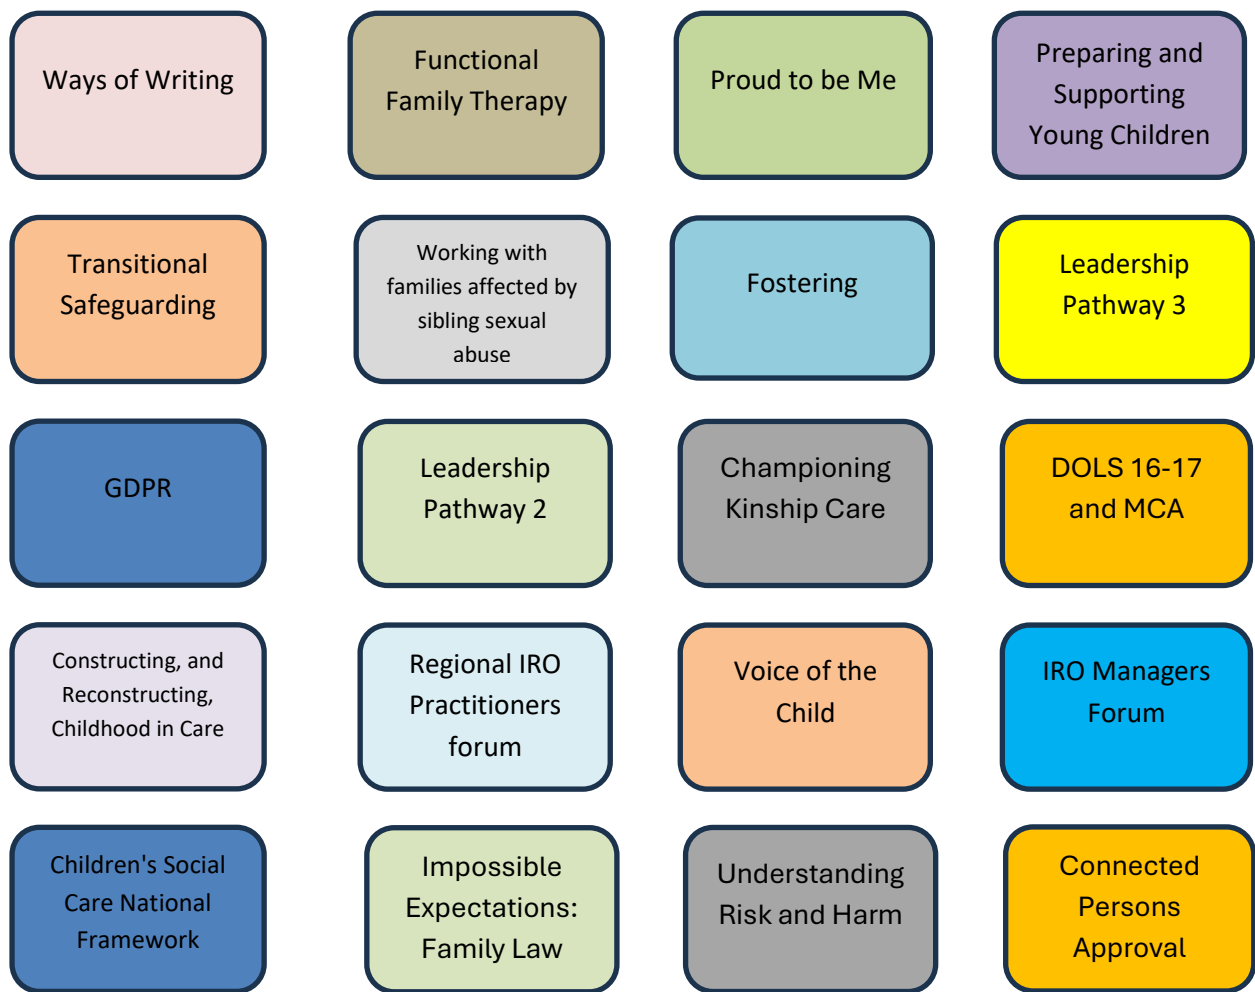 Ways of Writing
Functional
Family Therapy
Proud to be Me
Preparing and
Supporting
Young Children
Transitional
Safeguarding
Working with
families affected by
sibling sexual
abuse
Fostering
Leadership
Pathway 3
GDPR
Leadership
Pathway 2
Championing
Kinship Care
DOLS 16-17
and MCA
Constructing, and
Reconstructing,
Childhood in Care
Regional IRO
Practitioners
forum
Voice of the
Child
IRO Managers
Forum
Children's Social
Care National
Framework
Impossible
Expectations:
Family Law
Understanding
Risk and Harm
Connected
Persons
Approval